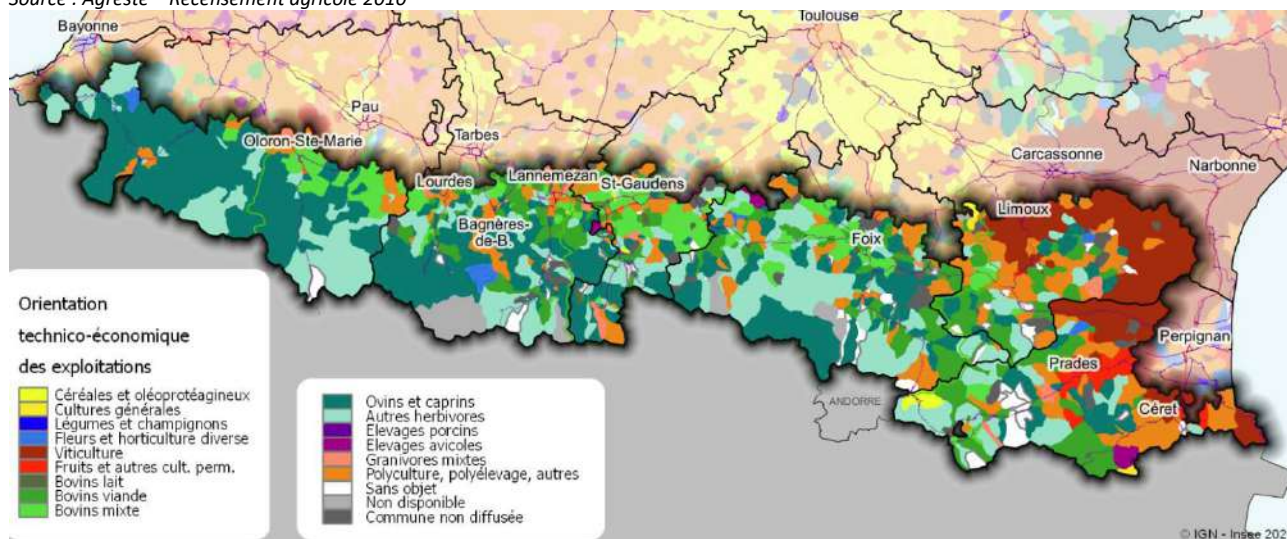 Source : Agreste – Recensement agricole 2010
Bayonne
Toulouse
Pau
Tarbes
Oloron-Ste-Marie
Carcassonne
Narbonne
Lourdes
Lannemezan
St-Gaudens
Limoux
Bagnères-
de-B.
Foix
Perpignan
Prades
ANDORRE
Céret
Orientation
technico-économique
des exploitations
Céréales et oléoprotéagineux
Cultures générales
Légumes et champignons
Fleurs et horticulture diverse
Viticulture
Fruits et autres cult. perm.
Bovins lait
Bovins viande
Bovins mixte
Ovins et caprins
Autres herbivores
Elevages porcins
Elevages avicoles
Granivores mixtes
Polyculture, polyélevage, autres
Sans objet
Non disponible
Commune non diffusée
© IGN - Insee 202